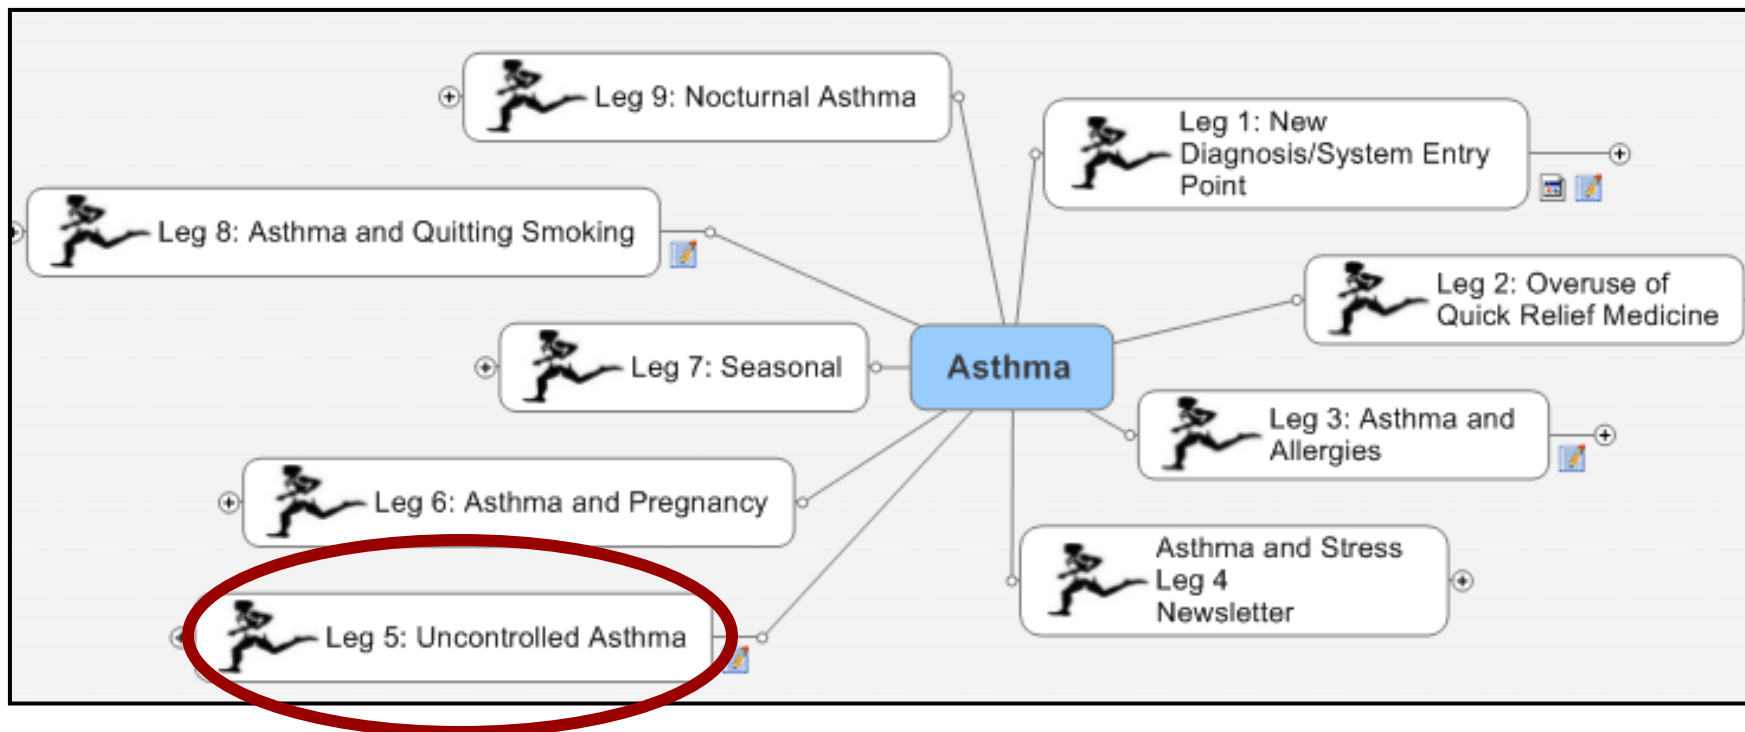 Leg 9: Nocturnal Asthma
Leg 1: New
Diagnosis/System Entry
Point
Leg 8: Asthma and Quitting Smoking
Leg 2: Overuse of
Quick Relief Medicine
Leg 7: Seasonal
Asthma
Leg 3: Asthma and
Allergies
Leg 6: Asthma and Pregnancy
Asthma and Stress
Leg 4
Newsletter
Leg 5: Uncontrolled Asthma